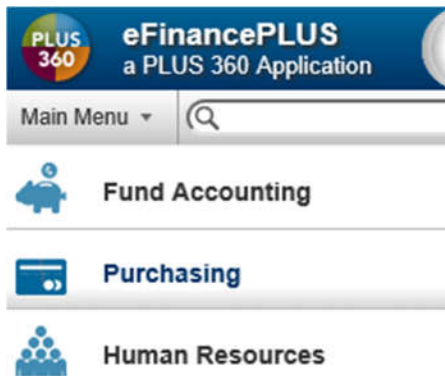 PLUS
360
eFinancePLUS
a PLUS 360 Application
Main Menu
Fund Accounting
Purchasing
Human Resources